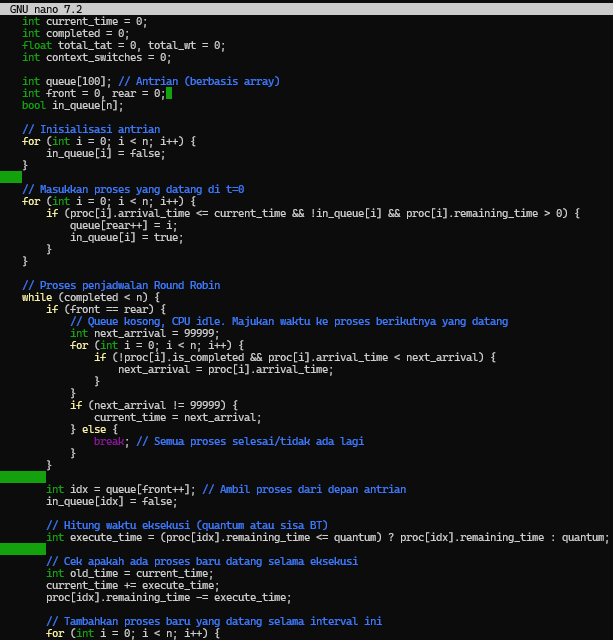 GNU nano 7.2
int current_time = 0;
int completed = 0;
float total_tat = 0, total_wt = 0;
int context_switches = 0;
int queue[100]; // Antrian (berbasis array)
int front = 0, rear = 0;
bool in_queue[n];
// Inisialisasi antrian
for (int i = 0; i < n; i++) {
in_queue[i] = false;
}
// Masukkan proses yang datang di t=0
for (int i = 0; i < n; i++) {
if (proc[i].arrival_time <= current_time && !in_queue[i] && proc[i].remaining_time > 0) {
queue[rear++] = i;
in_queue[i] = true;
}
}
// Proses penjadwalan Round Robin
while (completed < n) {
if (front == rear) {
// Queue kosong, CPU idle. Majukan waktu ke proses berikutnya yang datang
int next_arrival = 99999;
for (int i = 0; i < n; i++) {
if (!proc[i].is_completed && proc[i].arrival_time < next_arrival) {
next_arrival = proc[i].arrival_time;
}
}
if (next_arrival != 99999) {
current_time = next_arrival;
} else {
break; // Semua proses selesai/tidak ada lagi
}
}
int idx = queue[front++]; // Ambil proses dari depan antrian
in_queue[idx] = false;
// Hitung waktu eksekusi (quantum atau sisa BT)
int execute_time = (proc[idx].remaining_time <= quantum) ? proc[idx].remaining_time : quantum;
// Cek apakah ada proses baru datang selama eksekusi
int old_time = current_time;
current_time += execute_time;
proc[idx].remaining_time -= execute_time;
// Tambahkan proses baru yang datang selama interval ini
for (int i = 0; i < n; i++) {